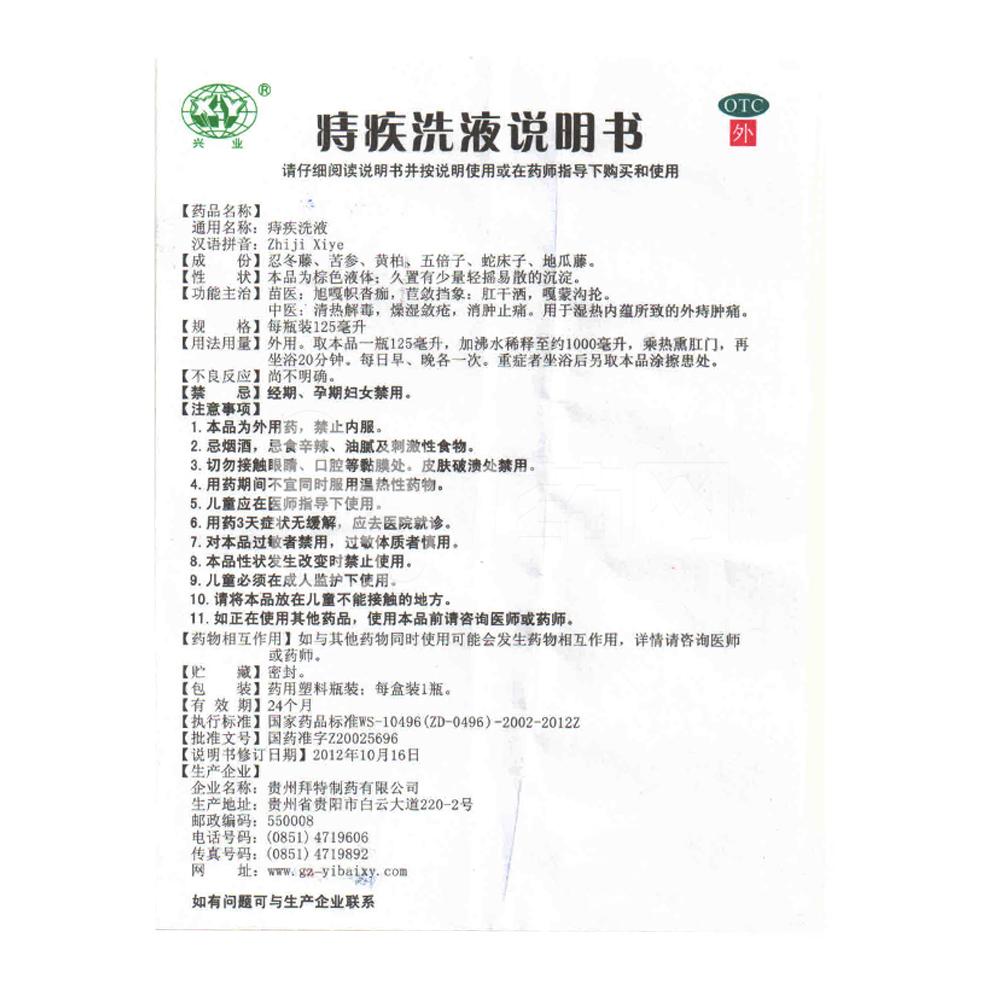 兴业
®
OTC
外
痔疾洗液说明书
请仔细阅读说明书并按说明使用或在药师指导下购买和使用
【药品名称】
通用名称：痔疾洗液
汉语拼音：Zhiji Xiye
【成　　份】忍冬藤、苦参、黄柏、五倍子、蛇床子、地瓜藤。
【性　　状】本品为棕色液体；久置有少量轻摇易散的沉淀。
【功能主治】苗医：旭嘎帜沓痂，苣敛挡象：肛干洒，嘎蒙沟抡。
中医：清热解毒，燥湿敛疮，消肿止痛。用于湿热内蕴所致的外痔肿痛。
【规　　格】每瓶装125毫升
【用法用量】外用。取本品一瓶125毫升，加沸水稀释至约1000毫升，乘热熏肛门，再
坐浴20分钟。每日早、晚各一次。重症者坐浴后另取本品涂擦患处。
【不良反应】尚不明确。
【禁　　忌】经期、孕期妇女禁用。
【注意事项】
1. 本品为外用药，禁止内服。
2. 忌烟酒，忌食辛辣、油腻及刺激性食物。
3. 切勿接触眼睛、口腔等黏膜处。皮肤破溃处禁用。
4. 用药期间不宜同时服用温热性药物。
5. 儿童应在医师指导下使用。
6. 用药3天症状无缓解，应去医院就诊。
7. 对本品过敏者禁用，过敏体质者慎用。
8. 本品性状发生改变时禁止使用。
9. 儿童必须在成人监护下使用。
10. 请将本品放在儿童不能接触的地方。
11. 如正在使用其他药品，使用本品前请咨询医师或药师。
【药物相互作用】如与其他药物同时使用可能会发生药物相互作用，详情请咨询医师
或药师。
【贮　　藏】密封。
【包　　装】药用塑料瓶装；每盒装1瓶。
【有 效 期】24个月
【执行标准】国家药品标准WS-10496(ZD-0496)-2002-2012Z
【批准文号】国药准字Z20025696
【说明书修订日期】2012年10月16日
【生产企业】
企业名称：贵州拜特制药有限公司
生产地址：贵州省贵阳市白云大道220-2号
邮政编码：550008
电话号码：(0851)4719606
传真号码：(0851)4719892
网　　址：www.gz-yibaixy.com
如有问题可与生产企业联系